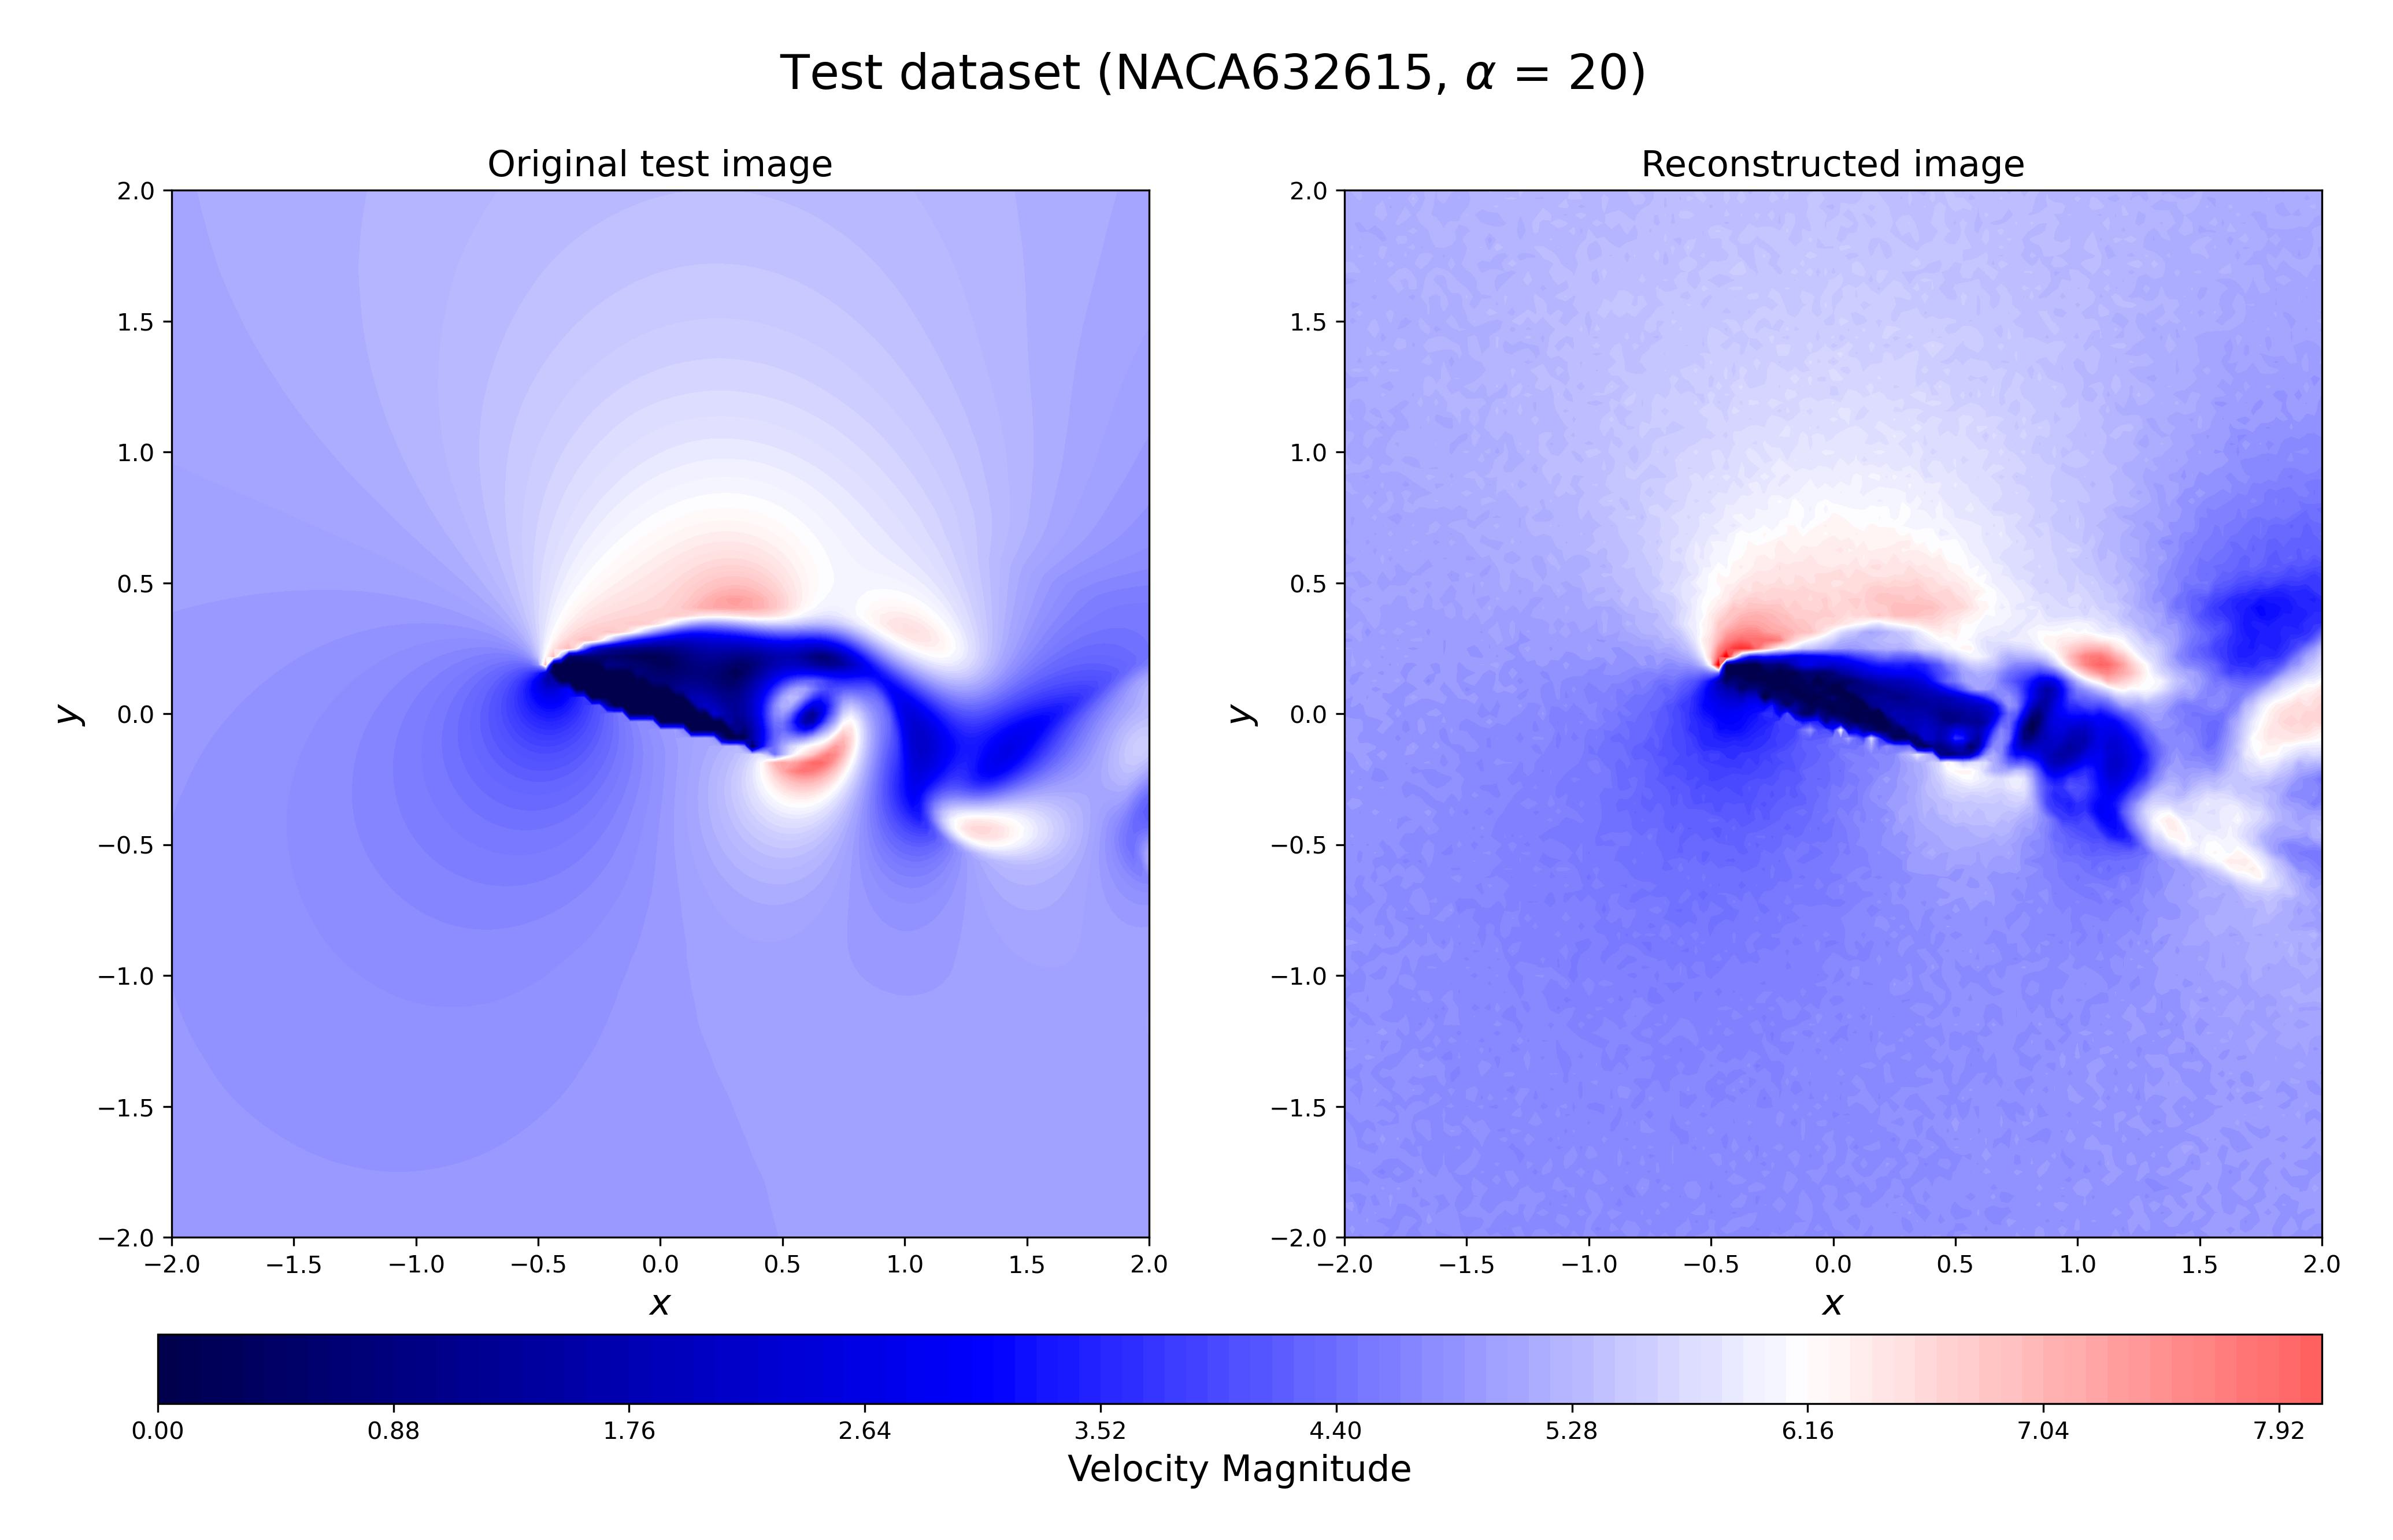 Test dataset (NACA632615, α = 20)
Original test image
Reconstructed image
2.0
1.5
1.0
0.5
0.0
−0.5
−1.0
−1.5
−2.0
y
−2.0 −1.5 −1.0 −0.5 0.0 0.5 1.0 1.5 2.0
x
2.0
1.5
1.0
0.5
0.0
−0.5
−1.0
−1.5
−2.0
y
−2.0 −1.5 −1.0 −0.5 0.0 0.5 1.0 1.5 2.0
x
0.00 0.88 1.76 2.64 3.52 4.40 5.28 6.16 7.04 7.92
Velocity Magnitude